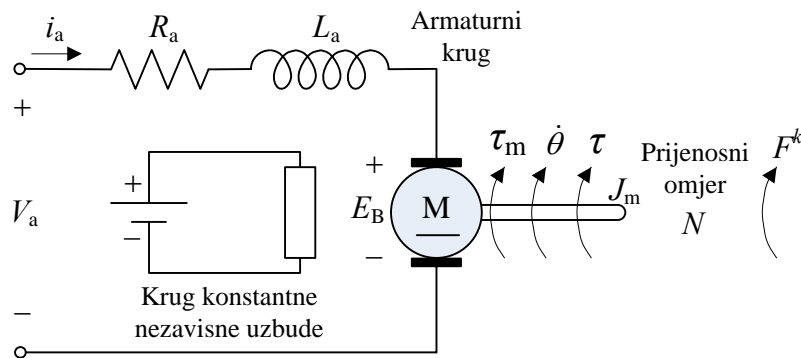 i_a
R_a
L_a
Armaturni
krug
+
τ_m
θ̇
τ
Prijenosni
omjer
N
F^k
+
E_B
M
J_m
+
−
V_a
−
Krug konstantne
nezavisne uzbude
−